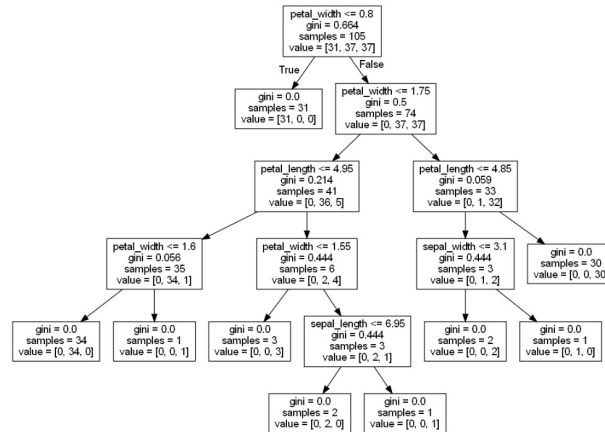 petal_width <= 0.8
gini = 0.664
samples = 105
value = [31, 37, 37]
True
False
gini = 0.0
samples = 31
value = [31, 0, 0]
petal_width <= 1.75
gini = 0.5
samples = 74
value = [0, 37, 37]
petal_length <= 4.95
gini = 0.214
samples = 41
value = [0, 36, 5]
petal_length <= 4.85
gini = 0.059
samples = 33
value = [0, 1, 32]
petal_width <= 1.6
gini = 0.056
samples = 35
value = [0, 34, 1]
petal_width <= 1.55
gini = 0.444
samples = 6
value = [0, 2, 4]
sepal_width <= 3.1
gini = 0.444
samples = 3
value = [0, 1, 2]
gini = 0.0
samples = 30
value = [0, 0, 30]
gini = 0.0
samples = 34
value = [0, 34, 0]
gini = 0.0
samples = 1
value = [0, 0, 1]
gini = 0.0
samples = 3
value = [0, 0, 3]
sepal_length <= 6.95
gini = 0.444
samples = 3
value = [0, 2, 1]
gini = 0.0
samples = 2
value = [0, 0, 2]
gini = 0.0
samples = 1
value = [0, 1, 0]
gini = 0.0
samples = 2
value = [0, 2, 0]
gini = 0.0
samples = 1
value = [0, 0, 1]